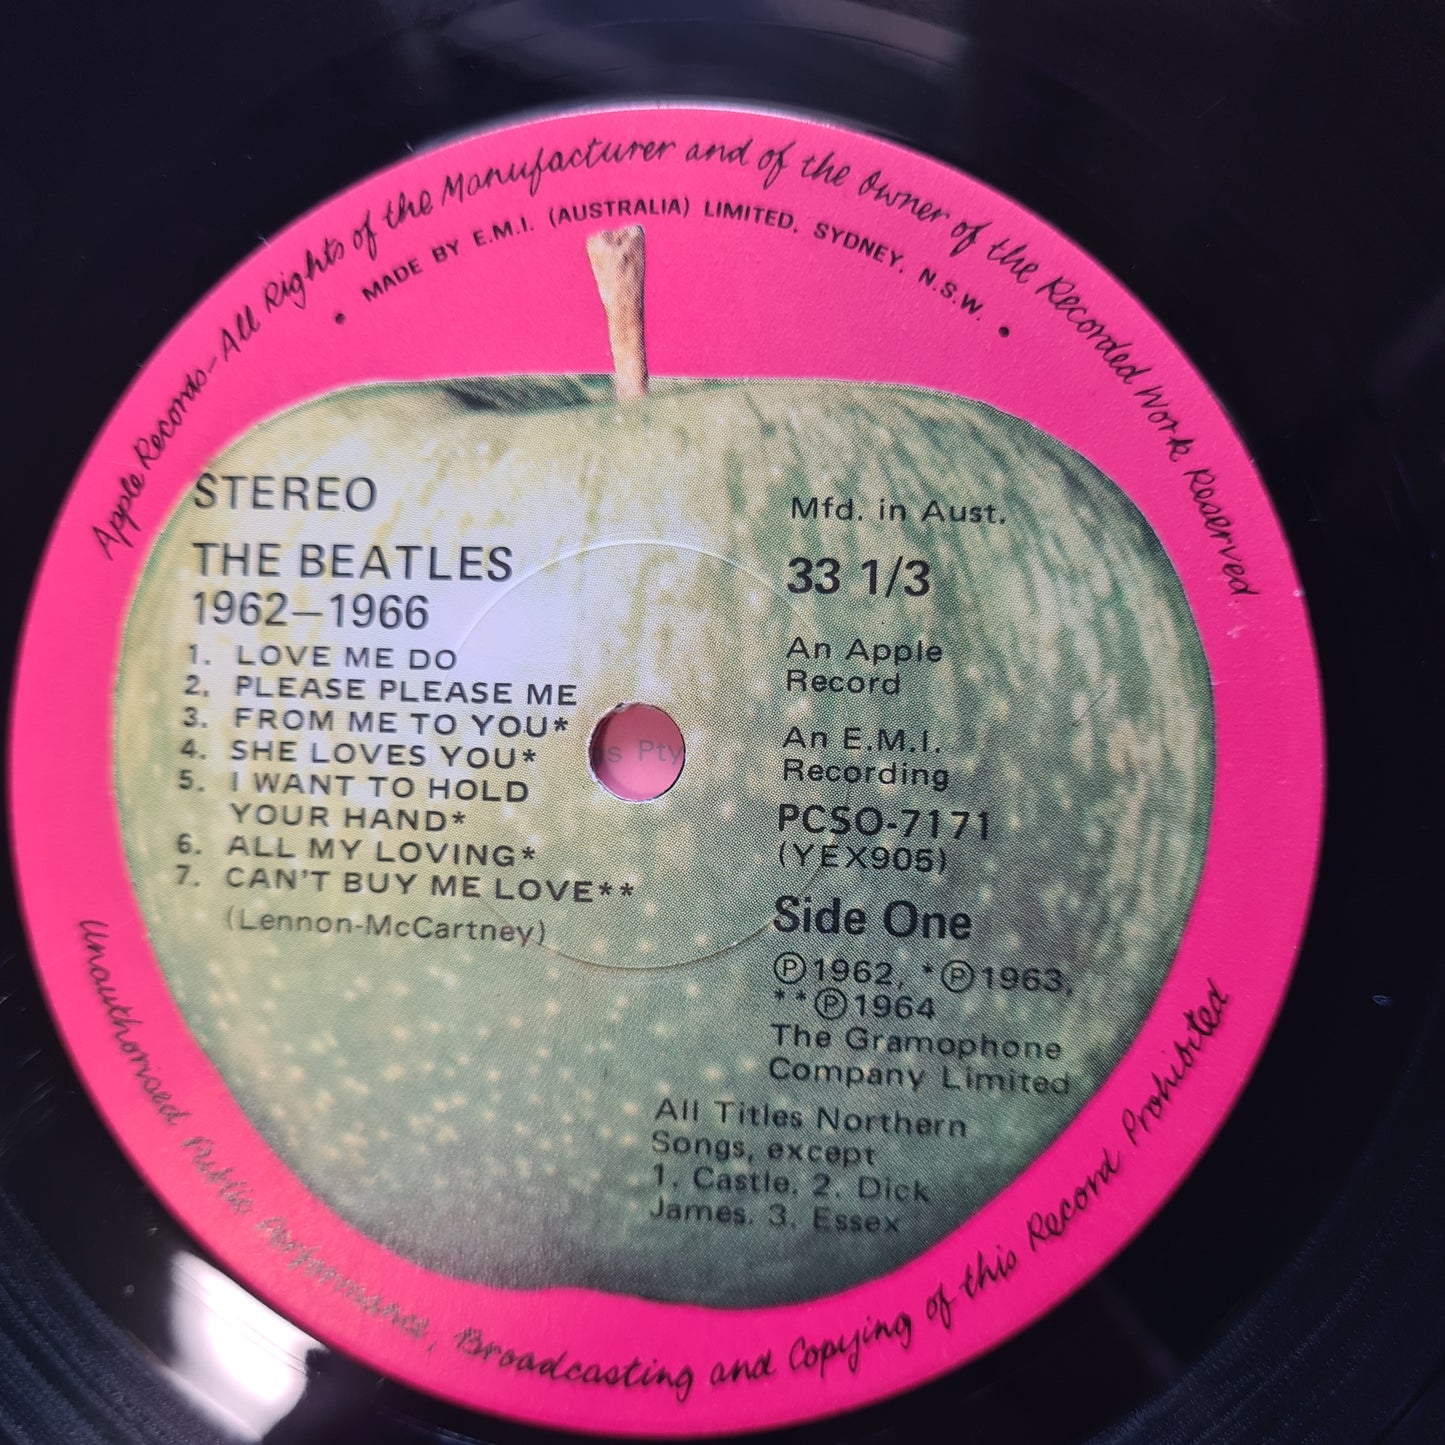 Apple Records – All Rights of the Manufacturer and of the Owner of the Recorded Work Reserved.
• MADE BY E.M.I. (AUSTRALIA) LIMITED, SYDNEY, N.S.W. •
STEREO
THE BEATLES
1962–1966
1. LOVE ME DO
2. PLEASE PLEASE ME
3. FROM ME TO YOU*
4. SHE LOVES YOU*
5. I WANT TO HOLD
YOUR HAND*
6. ALL MY LOVING*
7. CAN'T BUY ME LOVE**
(Lennon-McCartney)
s Pty
Mfd. in Aust.
33 1/3
An Apple
Record
An E.M.I.
Recording
PCSO-7171
(YEX905)
Side One
Ⓟ1962, *Ⓟ1963,
**Ⓟ1964
The Gramophone
Company Limited
All Titles Northern
Songs, except
1. Castle. 2. Dick
James. 3. Essex
Unauthorised Public Performance, Broadcasting and Copying of this Record Prohibited